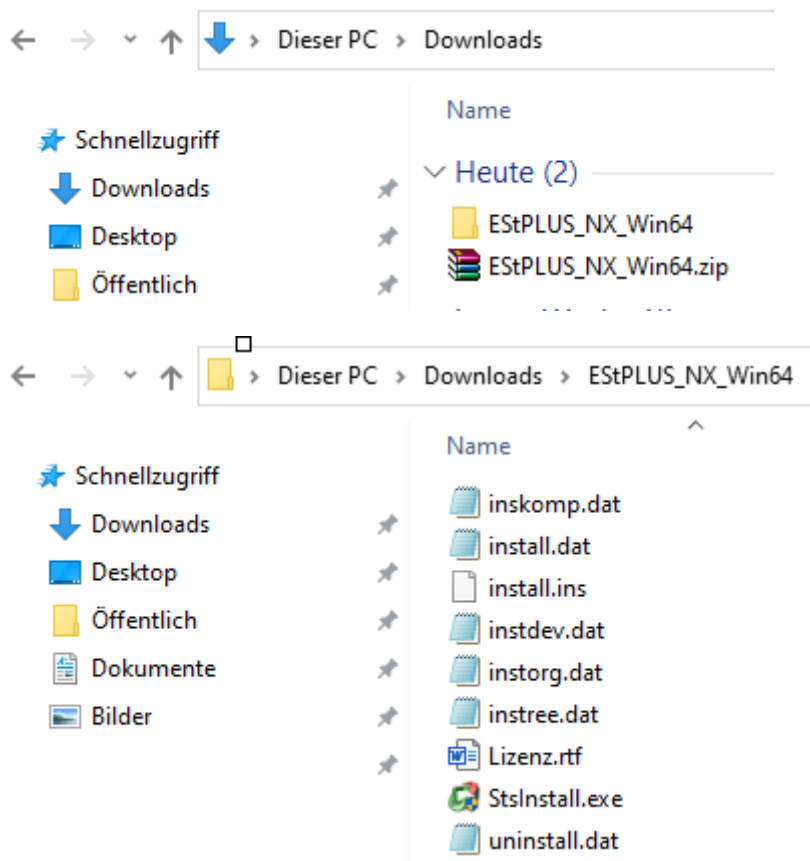 Dieser PC > Downloads
Name
Schnellzugriff
Heute (2)
Downloads
EStPLUS_NX_Win64
Desktop
EStPLUS_NX_Win64.zip
Öffentlich
Dieser PC > Downloads > EStPLUS_NX_Win64
Name
Schnellzugriff
inskomp.dat
Downloads
install.dat
Desktop
install.ins
Öffentlich
instdev.dat
Dokumente
instorg.dat
Bilder
instree.dat
Lizenz.rtf
StsInstall.exe
uninstall.dat